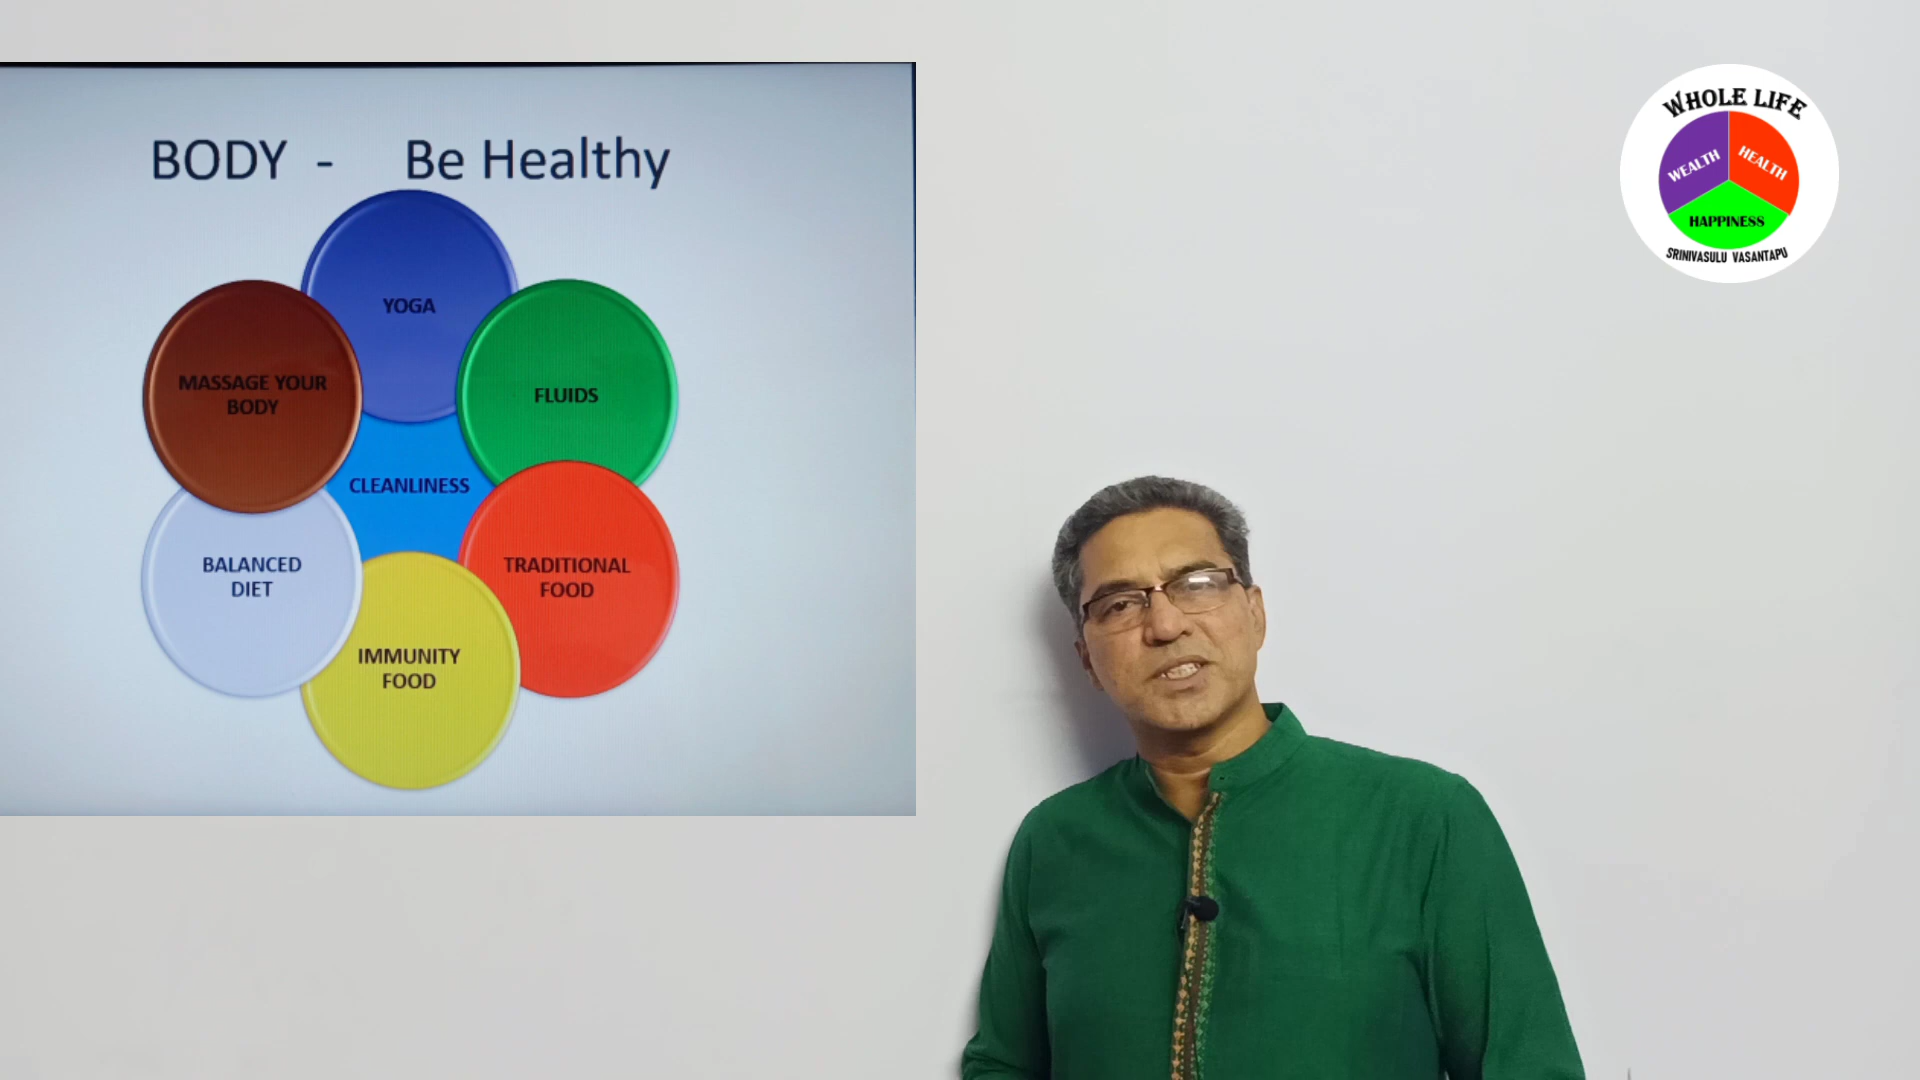 BODY - Be Healthy
YOGA
MASSAGE YOUR
BODY
FLUIDS
CLEANLINESS
BALANCED
DIET
TRADITIONAL
FOOD
IMMUNITY
FOOD
WHOLE LIFE
WEALTH
HEALTH
HAPPINESS
SRINIVASULU VASANTAPU